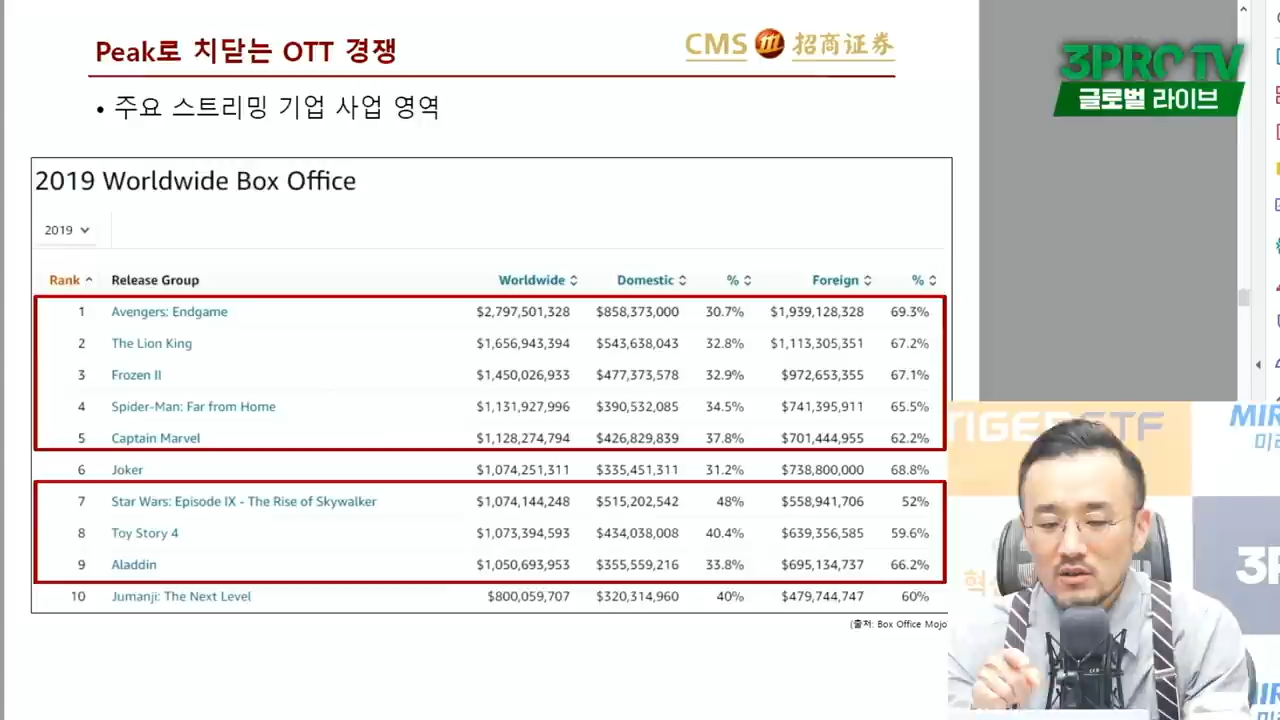 Peak로 치닫는 OTT 경쟁
CMS 招商证券
3PRO TV
글로벌 라이브
• 주요 스트리밍 기업 사업 영역
2019 Worldwide Box Office
2019
Rank Release Group Worldwide Domestic % Foreign %
1 Avengers: Endgame $2,797,501,328 $858,373,000 30.7% $1,939,128,328 69.3%
2 The Lion King $1,656,943,394 $543,638,043 32.8% $1,113,305,351 67.2%
3 Frozen II $1,450,026,933 $477,373,578 32.9% $972,653,355 67.1%
4 Spider-Man: Far from Home $1,131,927,996 $390,532,085 34.5% $741,395,911 65.5%
5 Captain Marvel $1,128,274,794 $426,829,839 37.8% $701,444,955 62.2%
6 Joker $1,074,251,311 $335,451,311 31.2% $738,800,000 68.8%
7 Star Wars: Episode IX - The Rise of Skywalker $1,074,144,248 $515,202,542 48% $558,941,706 52%
8 Toy Story 4 $1,073,394,593 $434,038,008 40.4% $639,356,585 59.6%
9 Aladdin $1,050,693,953 $355,559,216 33.8% $695,134,737 66.2%
10 Jumanji: The Next Level $800,059,707 $320,314,960 40% $479,744,747 60%
(출처: Box Office Mojo
TIGER ETF
MIR
미래
3P
혁신